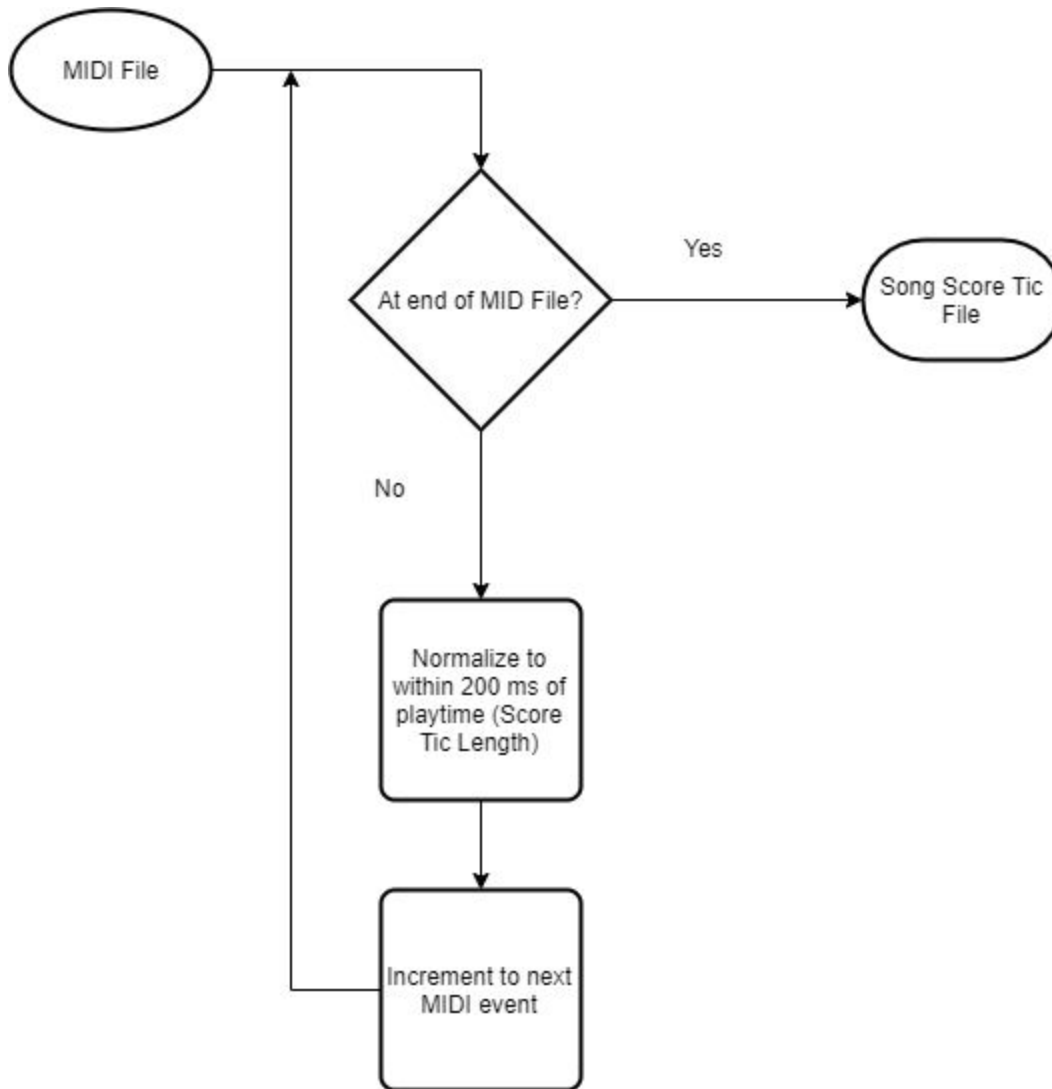 MIDI File
Yes
At end of MID File?
Song Score Tic
File
No
Normalize to
within 200 ms of
playtime (Score
Tic Length)
Increment to next
MIDI event